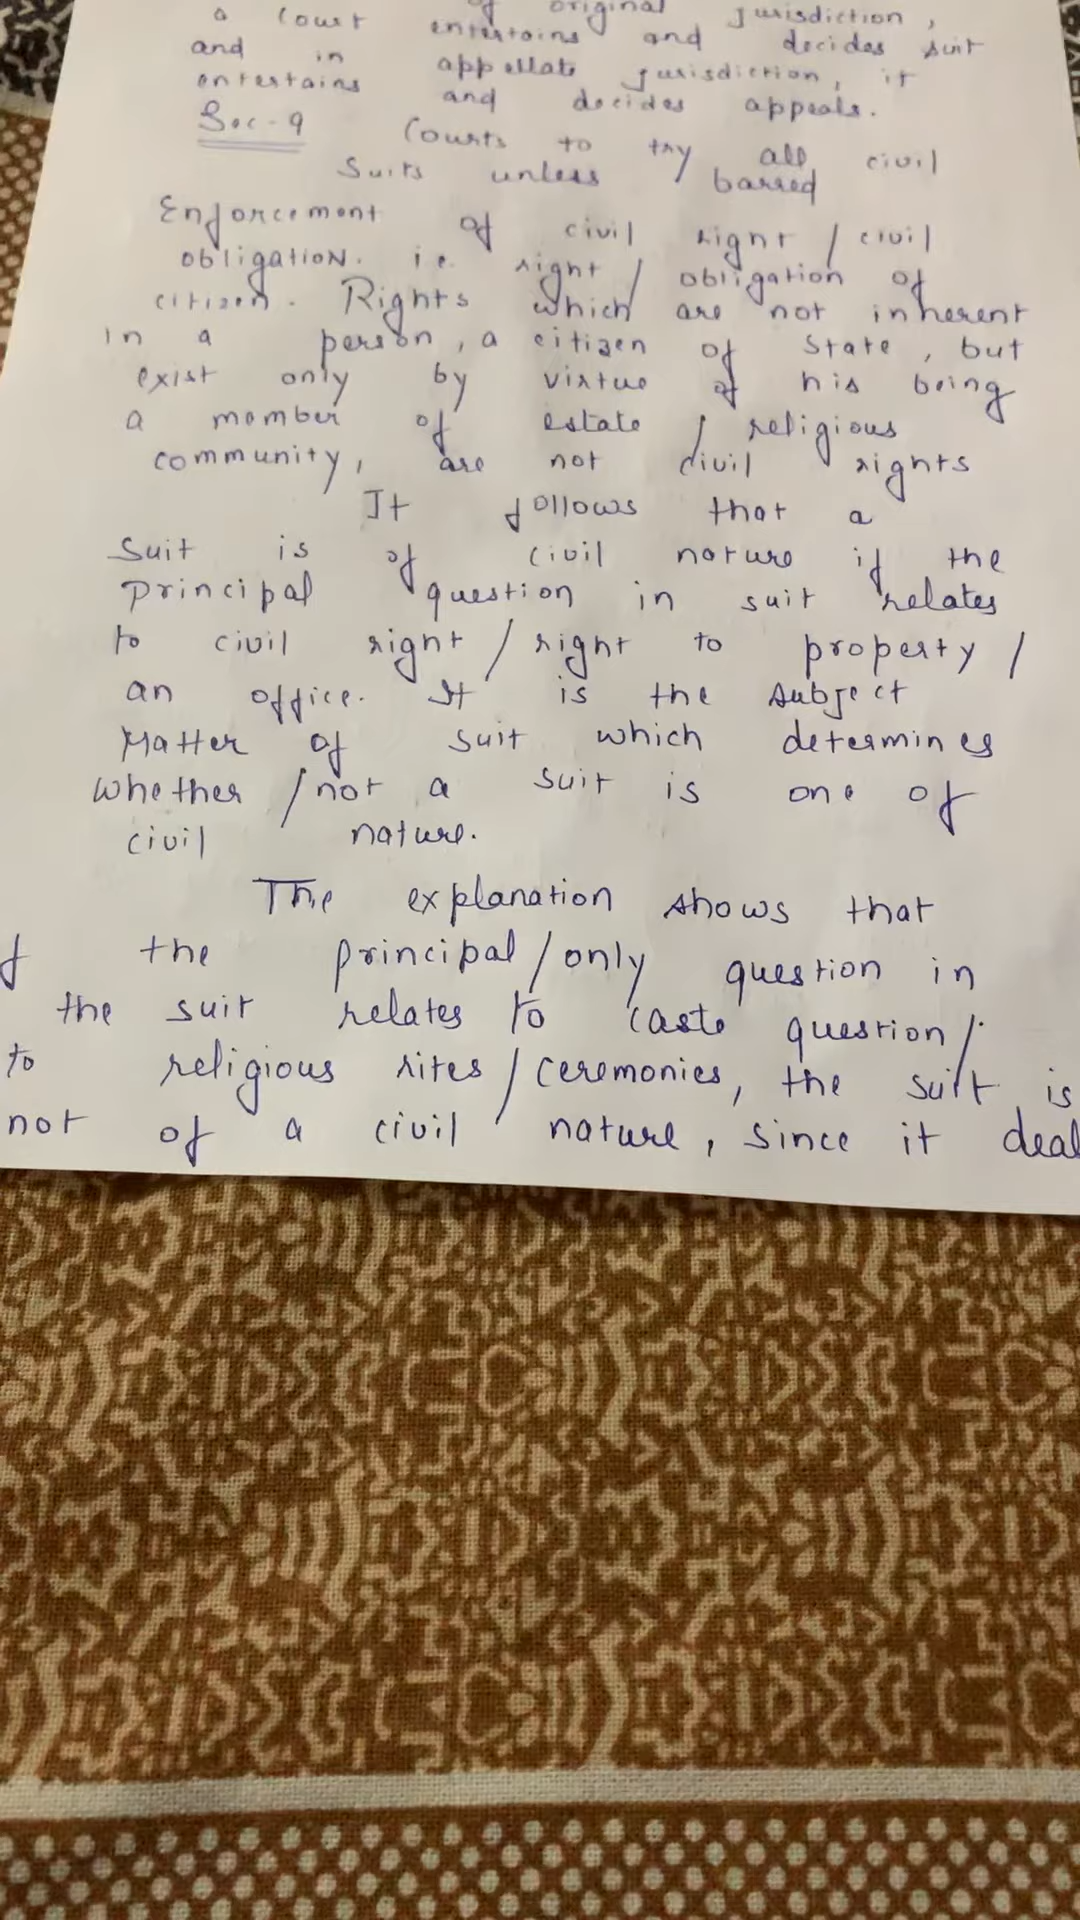 of original jurisdiction,
a court entertains and decides suit
and in appellate jurisdiction, it
entertains and decides appeals.
Sec-9 Courts to try all civil
suits unless barred
Enforcement of civil right / civil
obligation. i.e. right / obligation of
citizen. Rights which are not inherent
in a person, a citizen of state, but
exist only by virtue of his being
a member of estate / religious
community, are not civil rights
It follows that a
suit is of civil nature if the
principal question in suit relates
to civil right / right to property /
an office. It is the subject
matter of suit which determines
whether / not a suit is one of
civil nature.
The explanation shows that
the principal / only question in
the suit relates to caste question /
to religious rites / ceremonies, the suit is
not of a civil nature, since it deal